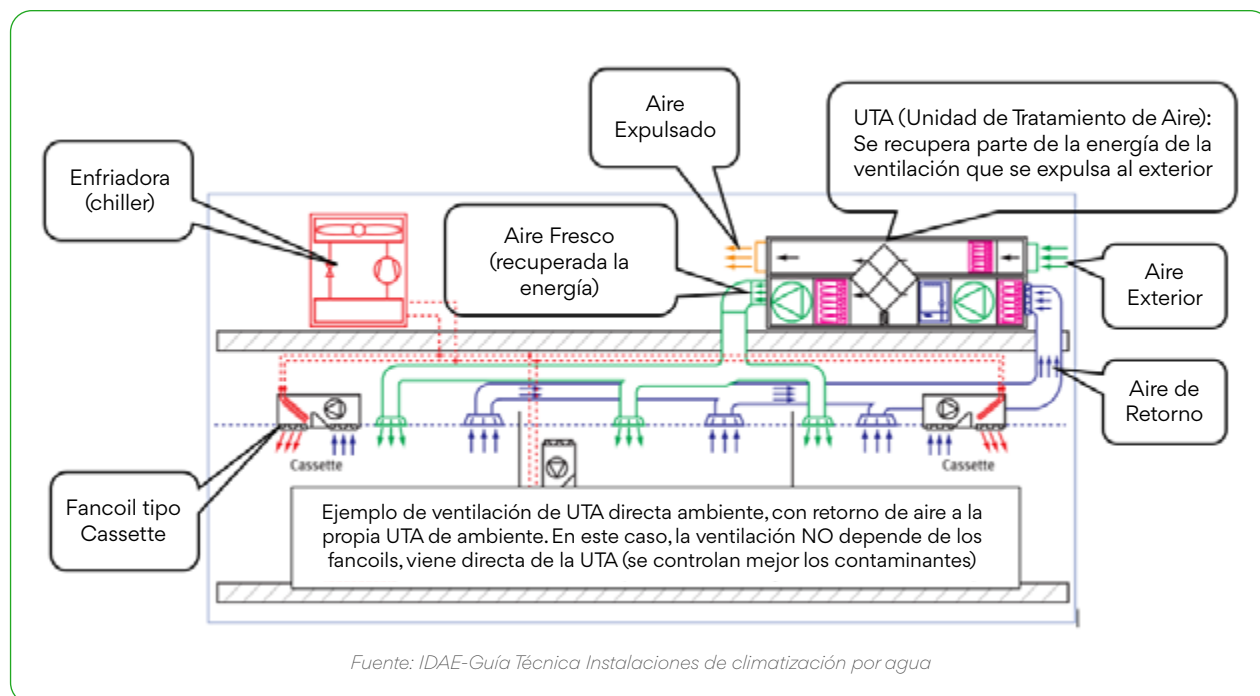 Aire
Expulsado
UTA (Unidad de Tratamiento de Aire):
Se recupera parte de la energía de la
ventilación que se expulsa al exterior
Enfriadora
(chiller)
Aire Fresco
(recuperada la
energía)
Aire
Exterior
Aire de
Retorno
Cassette
Cassette
Fancoil tipo
Cassette
Ejemplo de ventilación de UTA directa ambiente, con retorno de aire a la
propia UTA de ambiente. En este caso, la ventilación NO depende de los
fancoils, viene directa de la UTA (se controlan mejor los contaminantes)
Fuente: IDAE-Guía Técnica Instalaciones de climatización por agua